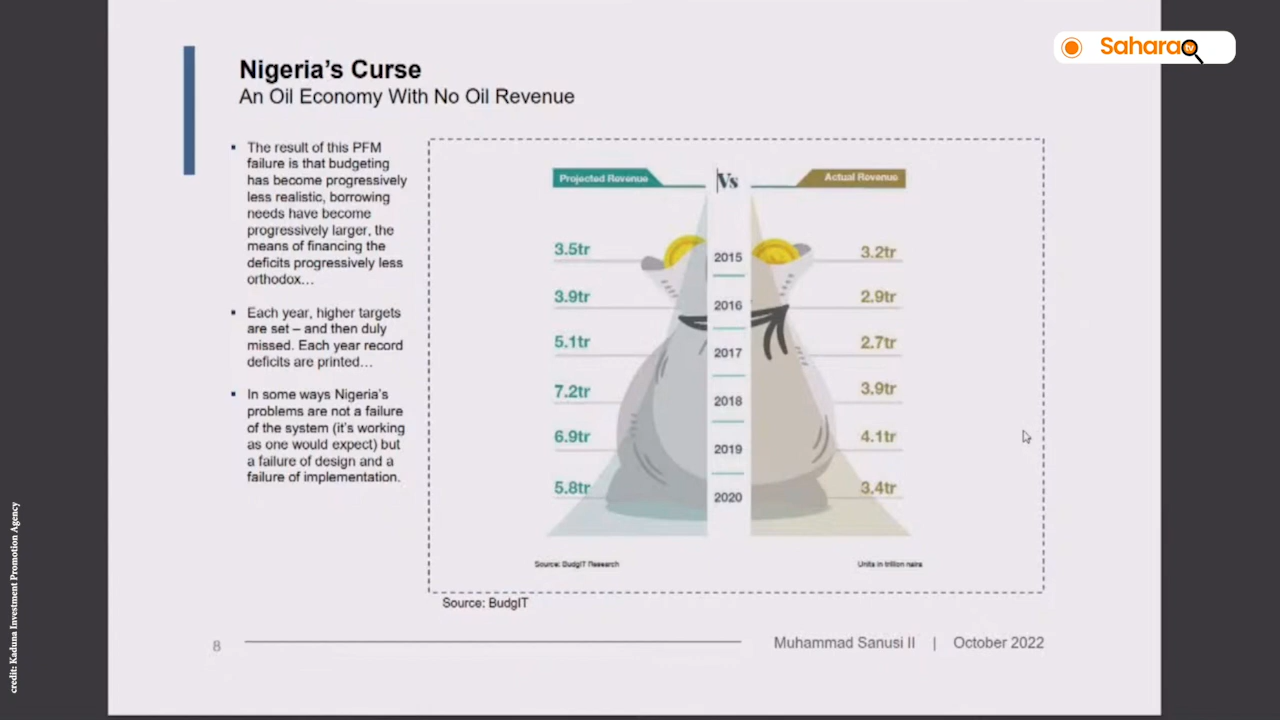 Sahara tv
Nigeria's Curse
An Oil Economy With No Oil Revenue
▪ The result of this PFM
failure is that budgeting
has become progressively
less realistic, borrowing
needs have become
progressively larger, the
means of financing the
deficits progressively less
orthodox…
▪ Each year, higher targets
are set – and then duly
missed. Each year record
deficits are printed…
▪ In some ways Nigeria's
problems are not a failure
of the system (it's working
as one would expect) but
a failure of design and a
failure of implementation.
Projected Revenue Vs Actual Revenue
3.5tr 2015 3.2tr
3.9tr 2016 2.9tr
5.1tr 2017 2.7tr
7.2tr 2018 3.9tr
6.9tr 2019 4.1tr
5.8tr 2020 3.4tr
Source: BudgIT Research Units in trillion naira
Source: BudgIT
8 Muhammad Sanusi II | October 2022
credit: Kaduna Investment Promotion Agency